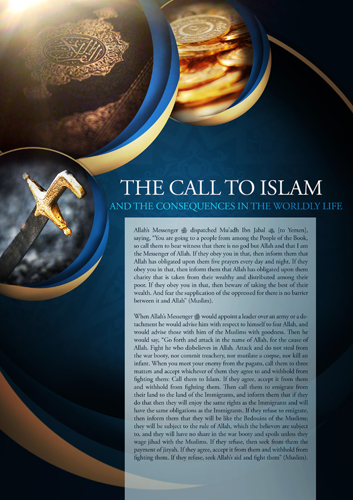 THE CALL TO ISLAM
AND THE CONSEQUENCES IN THE WORLDLY LIFE
Allah's Messenger ﷺ dispatched Mu'adh Ibn Jabal [to Yemen],
saying, "You are going to a people from among the People of the Book,
so call them to bear witness that there is no god but Allah and that I am
the Messenger of Allah. If they obey you in that, then inform them that
Allah has obligated upon them five prayers every day and night. If they
obey you in that, then inform them that Allah has obligated upon them
charity that is taken from their wealthy and distributed among their
poor. If they obey you in that, then beware of taking the best of their
wealth. And fear the supplication of the oppressed for there is no barrier
between it and Allah" (Muslim).
When Allah's Messenger ﷺ would appoint a leader over an army or a de-
tachment he would advise him with respect to himself to fear Allah, and
would advise those with him of the Muslims with goodness. Then he
would say, "Go forth and attack in the name of Allah, for the cause of
Allah. Fight he who disbelieves in Allah. Attack and do not steal from
the war booty, nor commit treachery, nor mutilate a corpse, nor kill an
infant. When you meet your enemy from the pagans, call them to three
matters and accept whichever of them they agree to and withhold from
fighting them: Call them to Islam. If they agree, accept it from them
and withhold from fighting them. Then call them to emigrate from
their land to the land of the Immigrants, and inform them that if they
do that then they will enjoy the same rights as the Immigrants and will
have the same obligations as the Immigrants. If they refuse to emigrate,
then inform them that they will be like the Bedouins of the Muslims;
they will be subject to the rule of Allah, which the believers are subject
to, and they will have no share in the war booty and spoils unless they
wage jihad with the Muslims. If they refuse, then seek from them the
payment of jizyah. If they agree, accept it from them and withhold from
fighting them. If they refuse, seek Allah's aid and fight them" (Muslim).